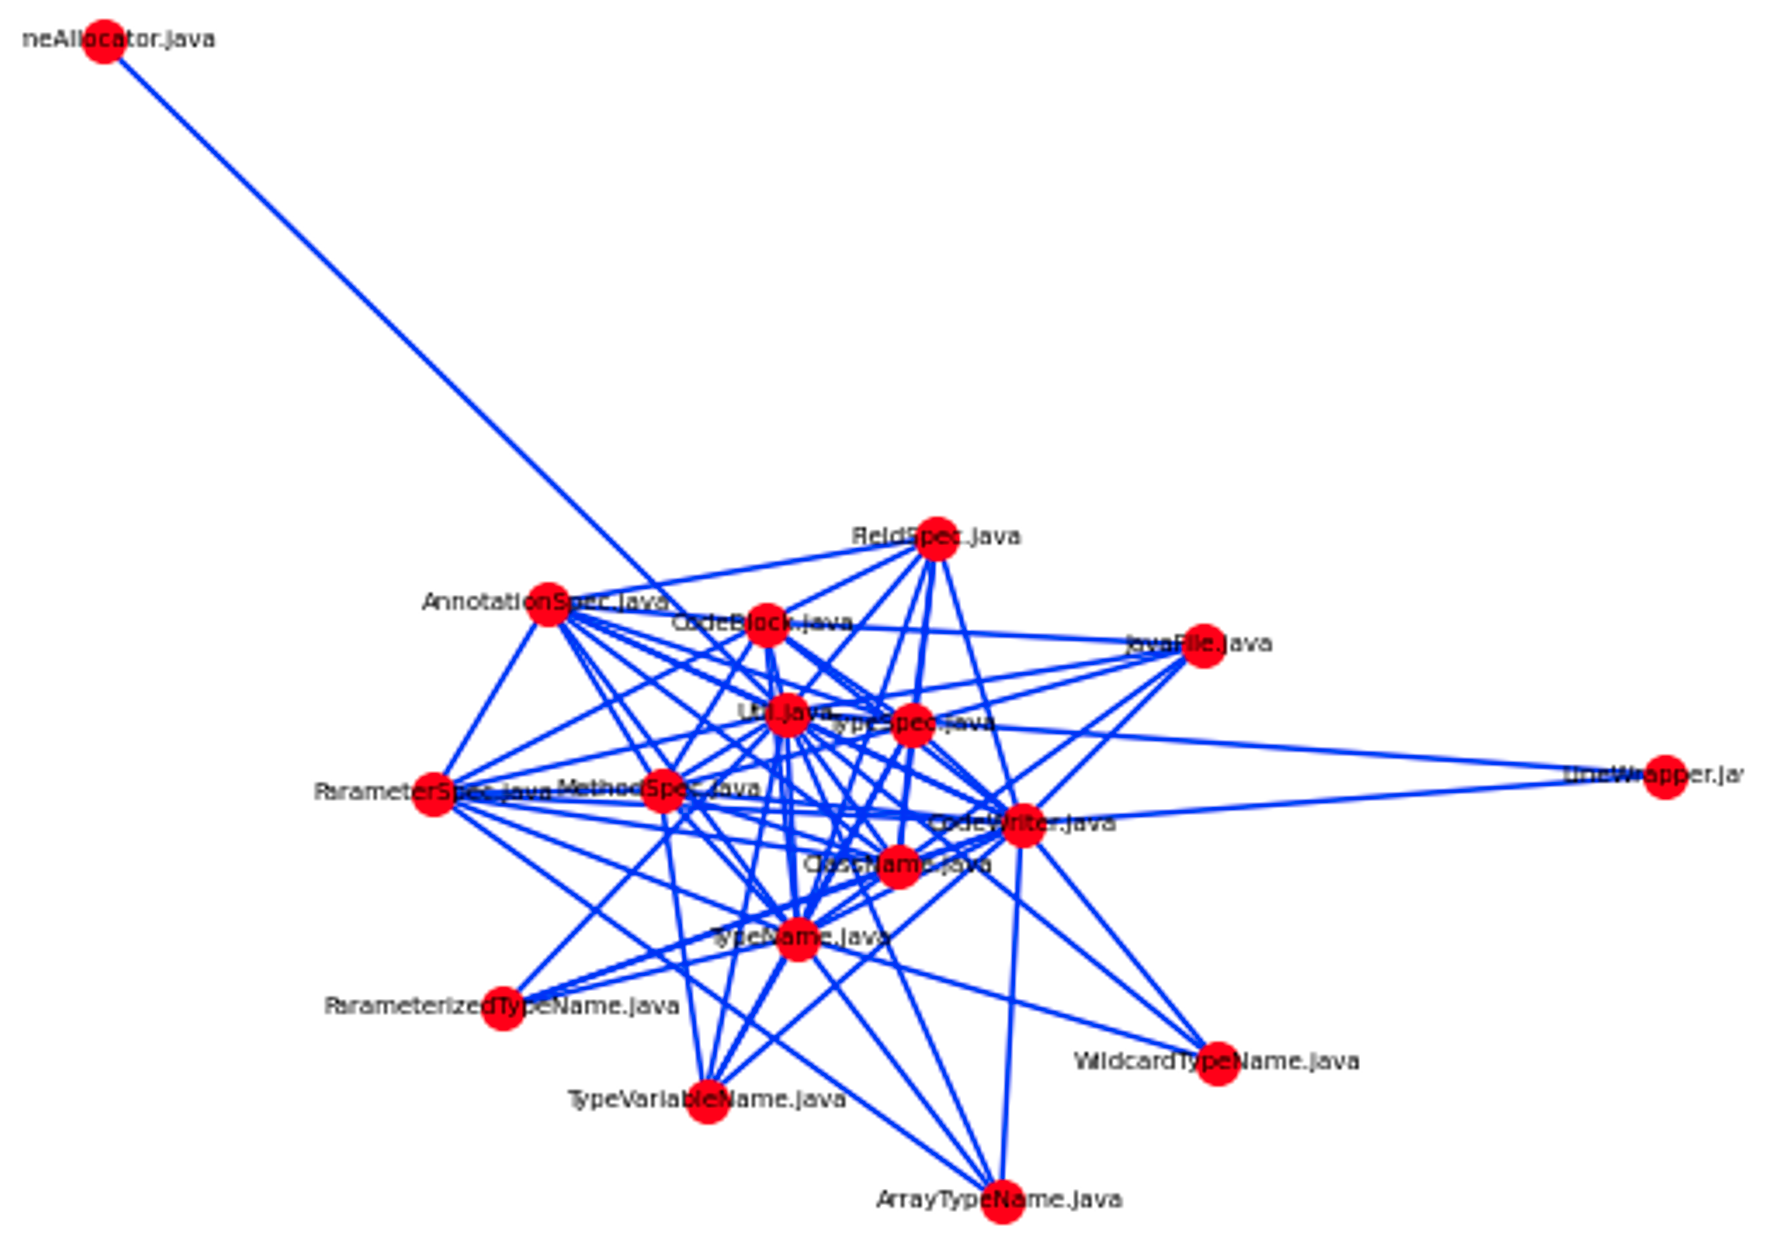 neAllocator.java
FieldSpec.java
AnnotationSpec.java
CodeBlock.java
JavaFile.java
Util.java
TypeSpec.java
LineWrapper.jav
ParameterSpec.java
MethodSpec.java
CodeWriter.java
ClassName.java
TypeName.java
ParameterizedTypeName.java
WildcardTypeName.java
TypeVariableName.java
ArrayTypeName.java